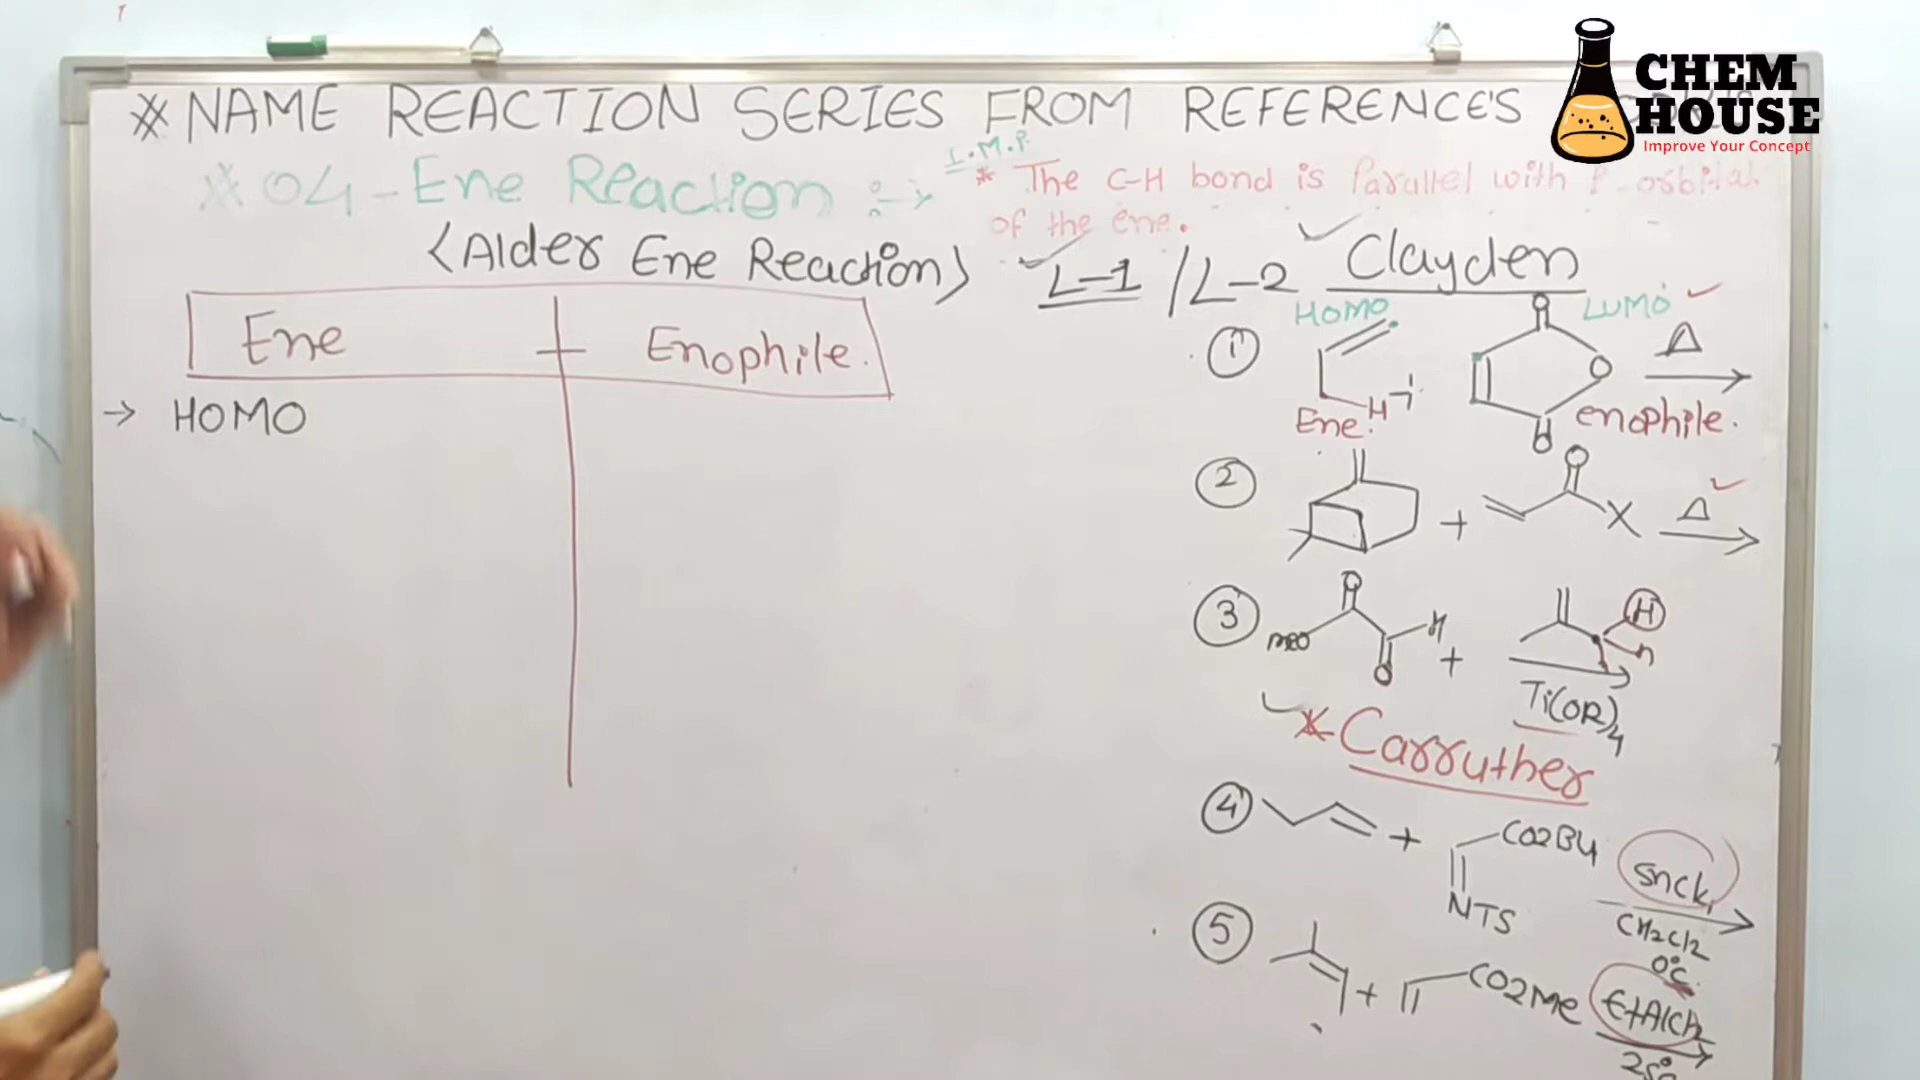 * NAME REACTION SERIES FROM REFERENCES
CHEM HOUSE
Improve Your Concept
* 04 - Ene Reaction :→
I.M.P.
* The C-H bond is Parallel with P-orbital
of the ene.
(Alder Ene Reaction)
L-1 / L-2 Clayden
Ene + Enophile.
→ HOMO
① HOMO LUMO
H O O O Δ
Ene. enophile.
② + O X Δ
③ MeO O H O + H H
Ti(OR)4
* Carruther
④ + CO2Bu NTS SnCl4
CH2Cl2
0°C
⑤ + CO2Me EtAlCl2